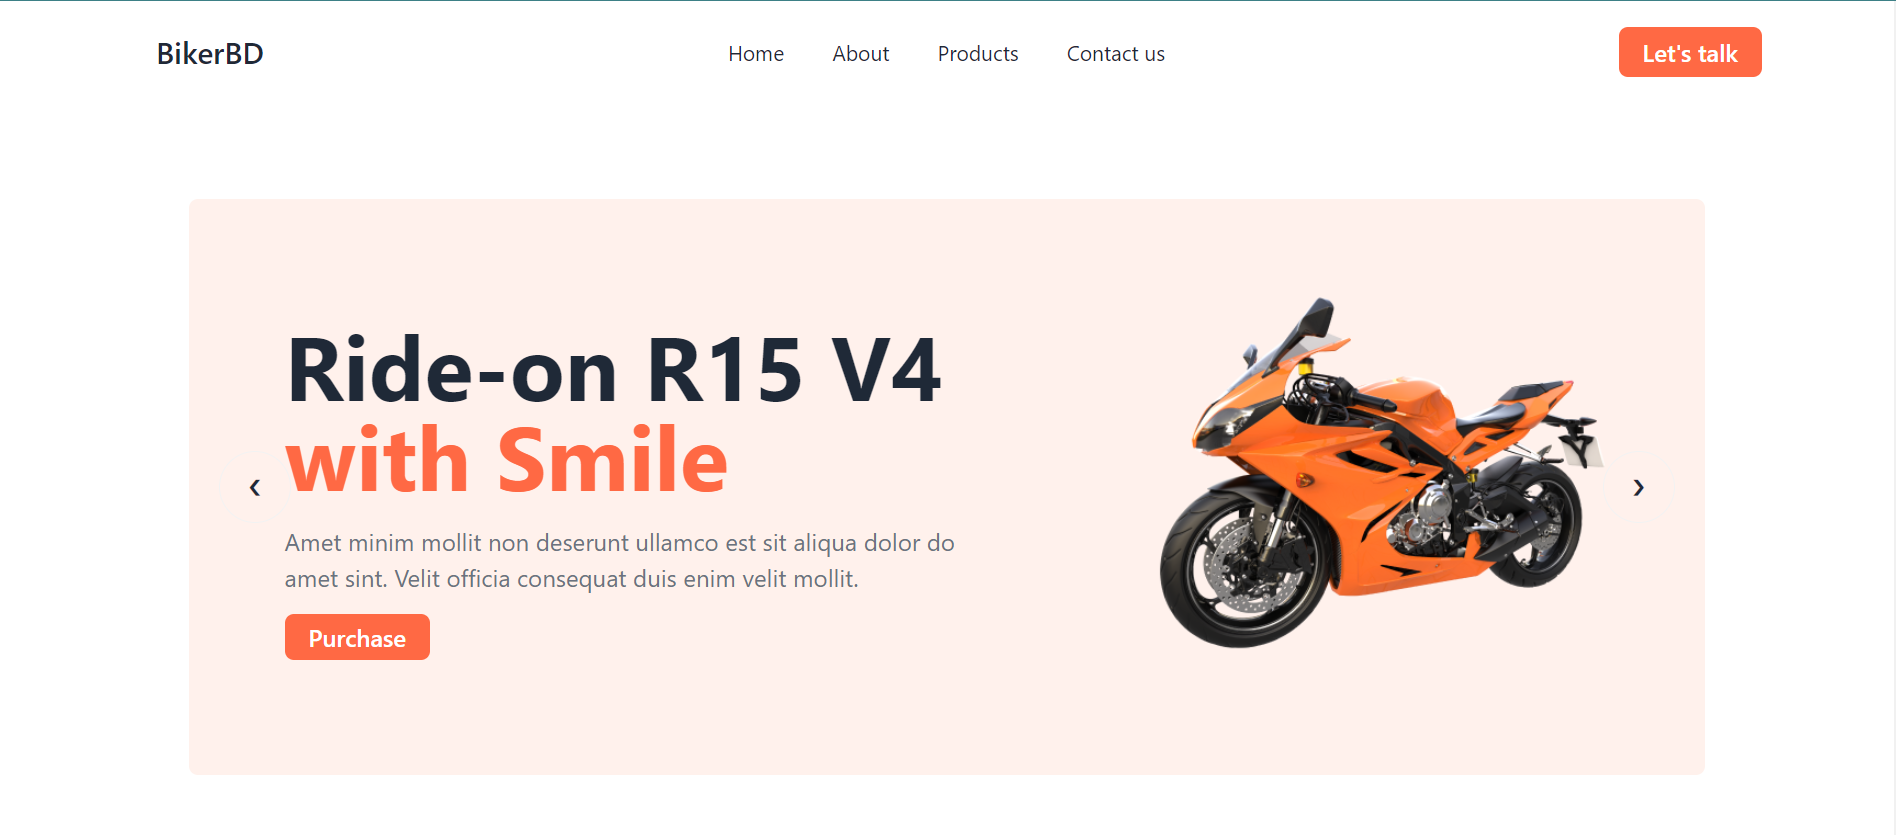 BikerBD
Home About Products Contact us
Let's talk
Ride-on R15 V4
with Smile
Amet minim mollit non deserunt ullamco est sit aliqua dolor do
amet sint. Velit officia consequat duis enim velit mollit.
Purchase